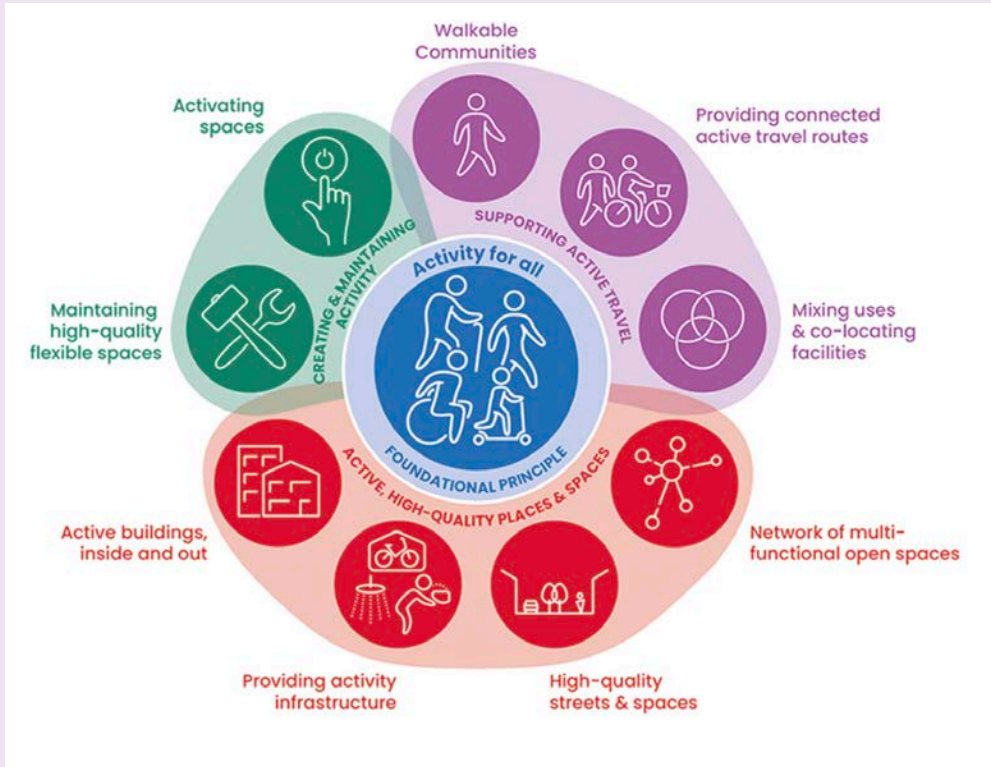 Walkable
Communities
Activating
spaces
Providing connected
active travel routes
SUPPORTING ACTIVE TRAVEL
CREATING & MAINTAINING
ACTIVITY
Activity for all
FOUNDATIONAL PRINCIPLE
Maintaining
high-quality
flexible spaces
Mixing uses
& co-locating
facilities
ACTIVE, HIGH-QUALITY PLACES & SPACES
Active buildings,
inside and out
Network of multi-
functional open spaces
Providing activity
infrastructure
High-quality
streets & spaces